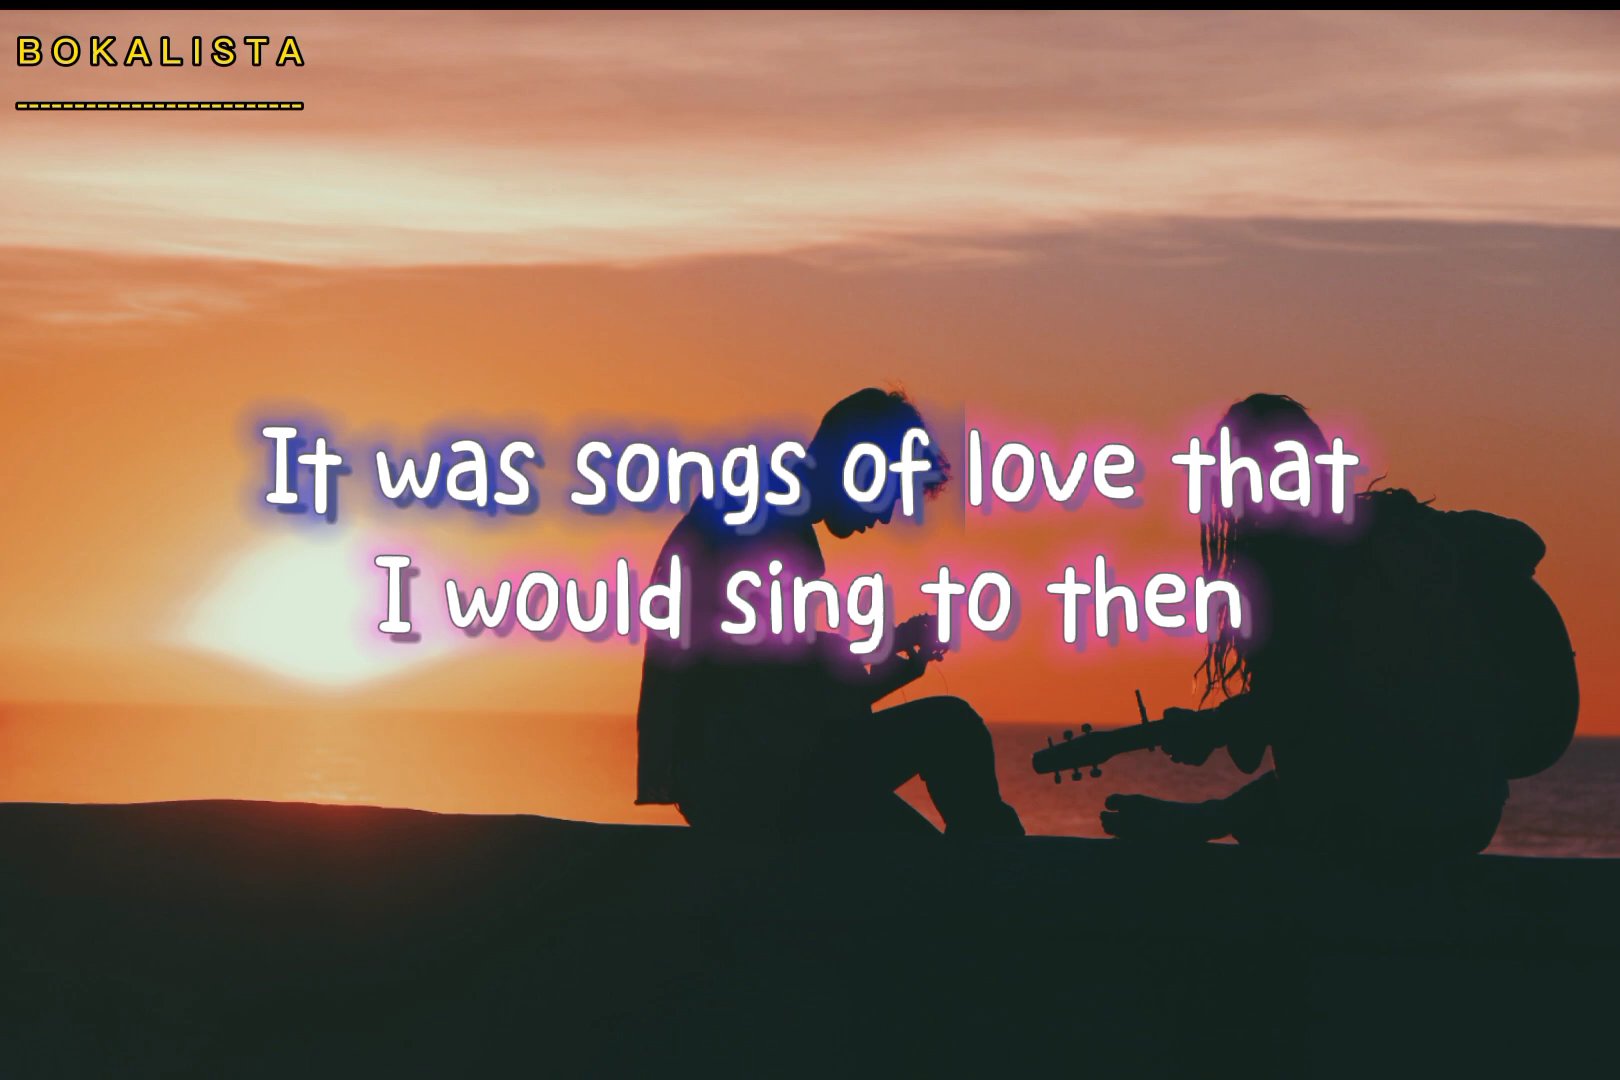 BOKALISTA
-------------------------
It was songs of love that
I would sing to then